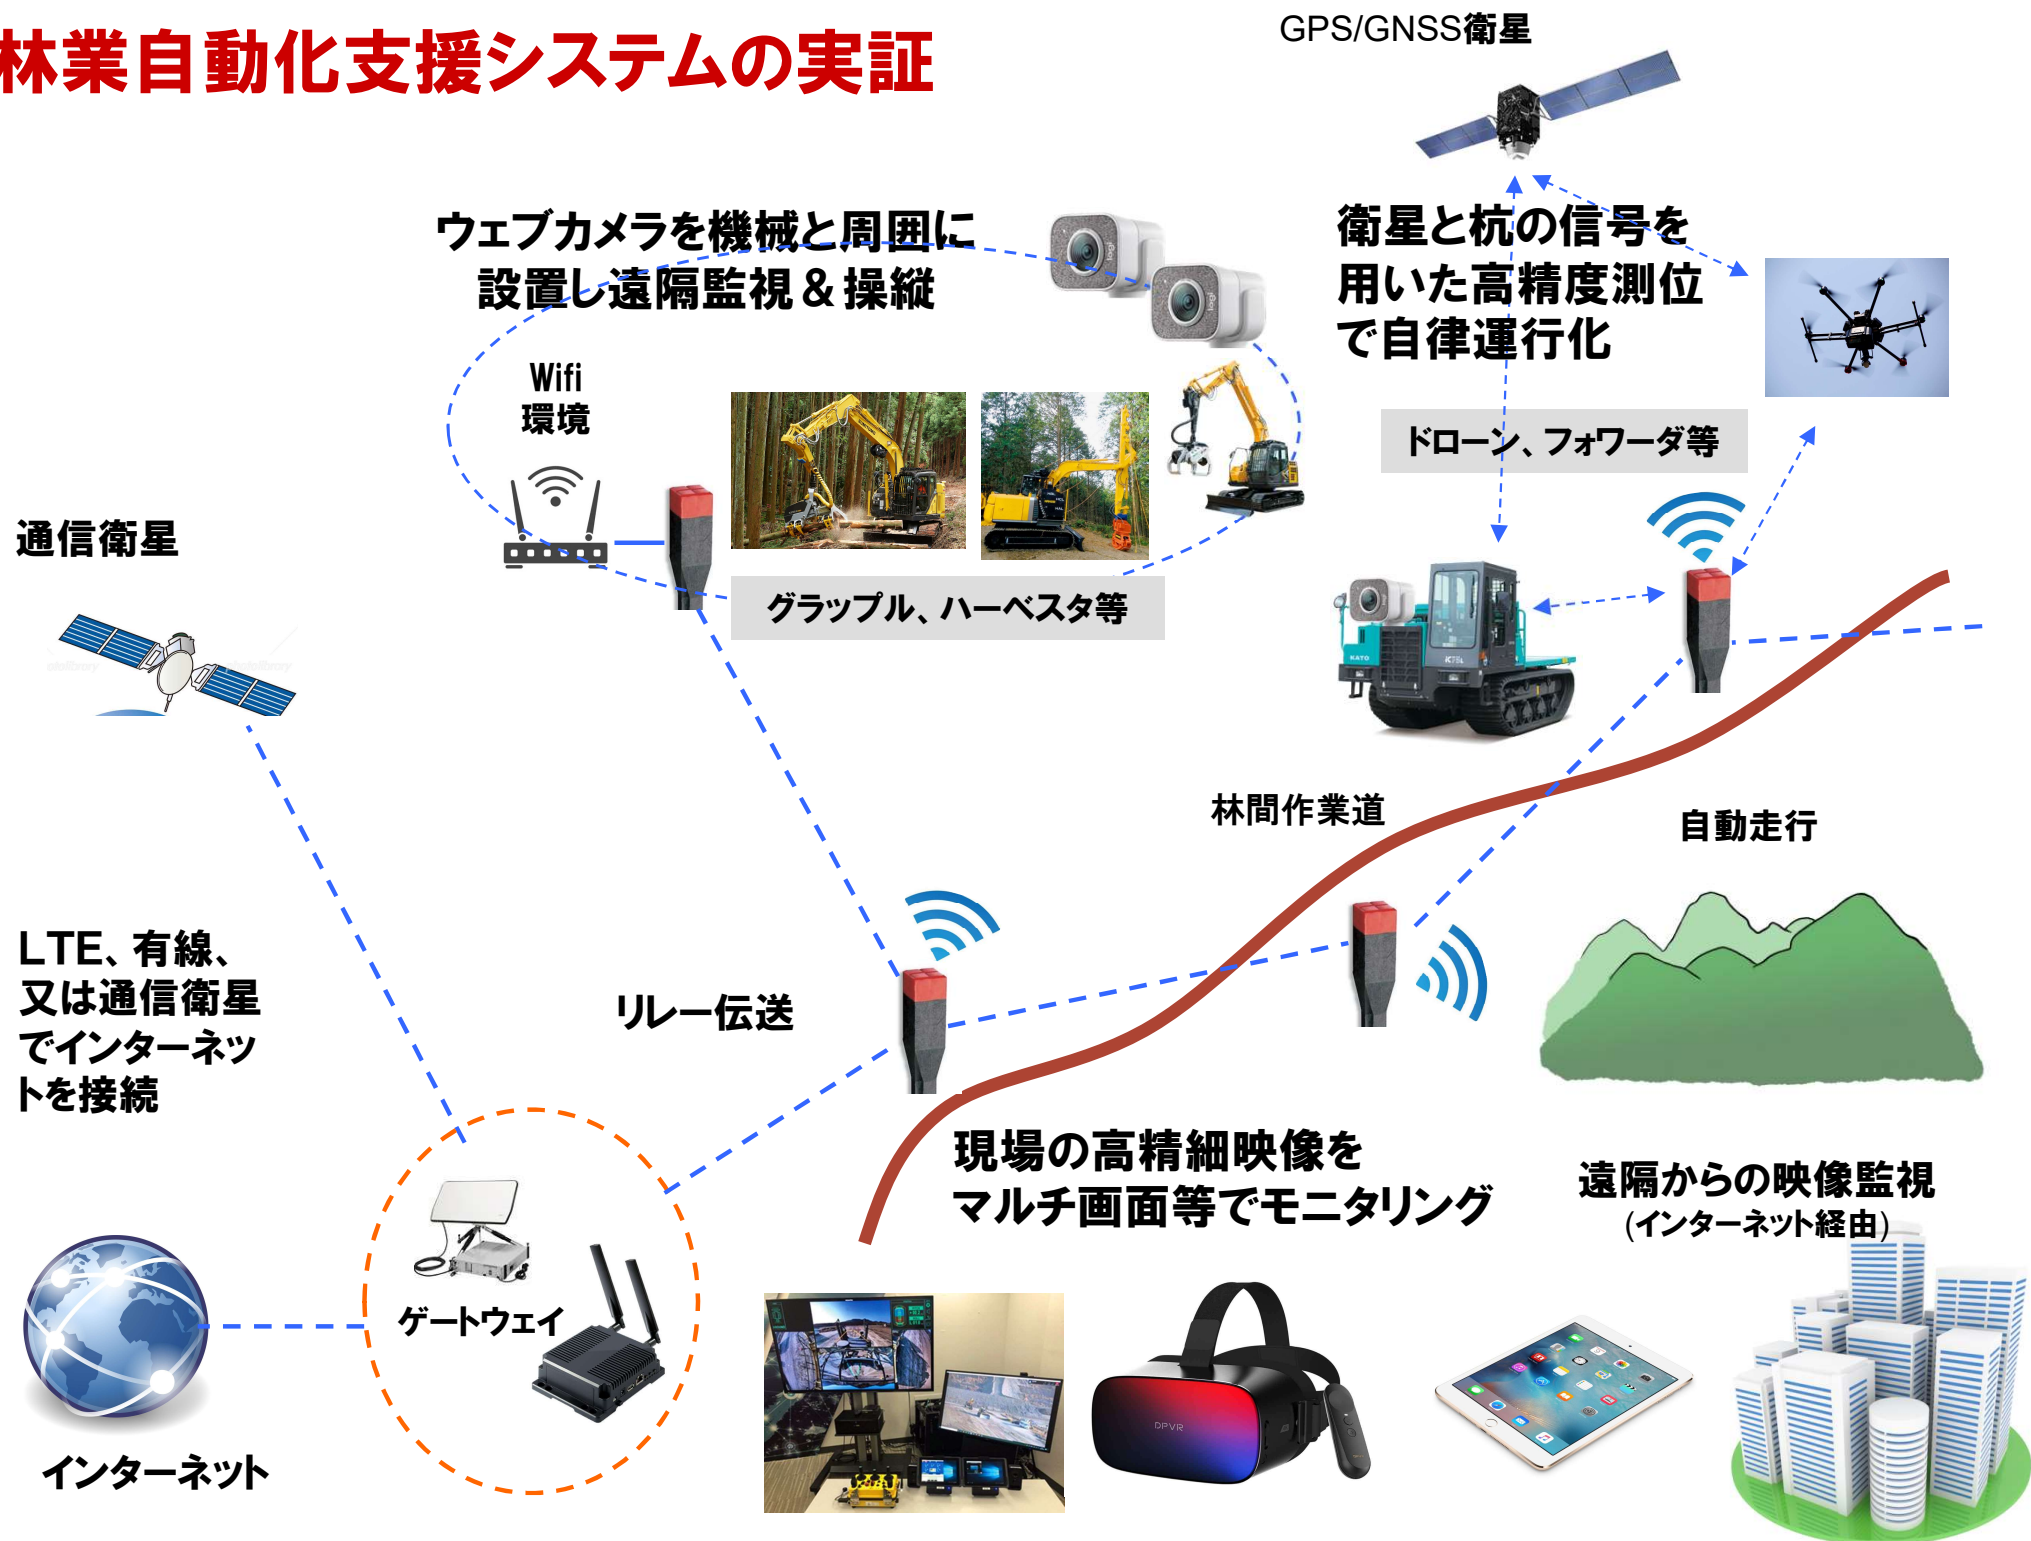 林業自動化支援システムの実証
GPS/GNSS衛星
ウェブカメラを機械と周囲に
設置し遠隔監視＆操縦
衛星と杭の信号を
用いた高精度測位
で自律運行化
Wifi
環境
ドローン、フォワーダ等
通信衛星
グラップル、ハーベスタ等
KATO
林間作業道
自動走行
LTE、有線、
又は通信衛星
でインターネッ
トを接続
リレー伝送
現場の高精細映像を
マルチ画面等でモニタリング
遠隔からの映像監視
(インターネット経由)
ゲートウェイ
DPVR
インターネット